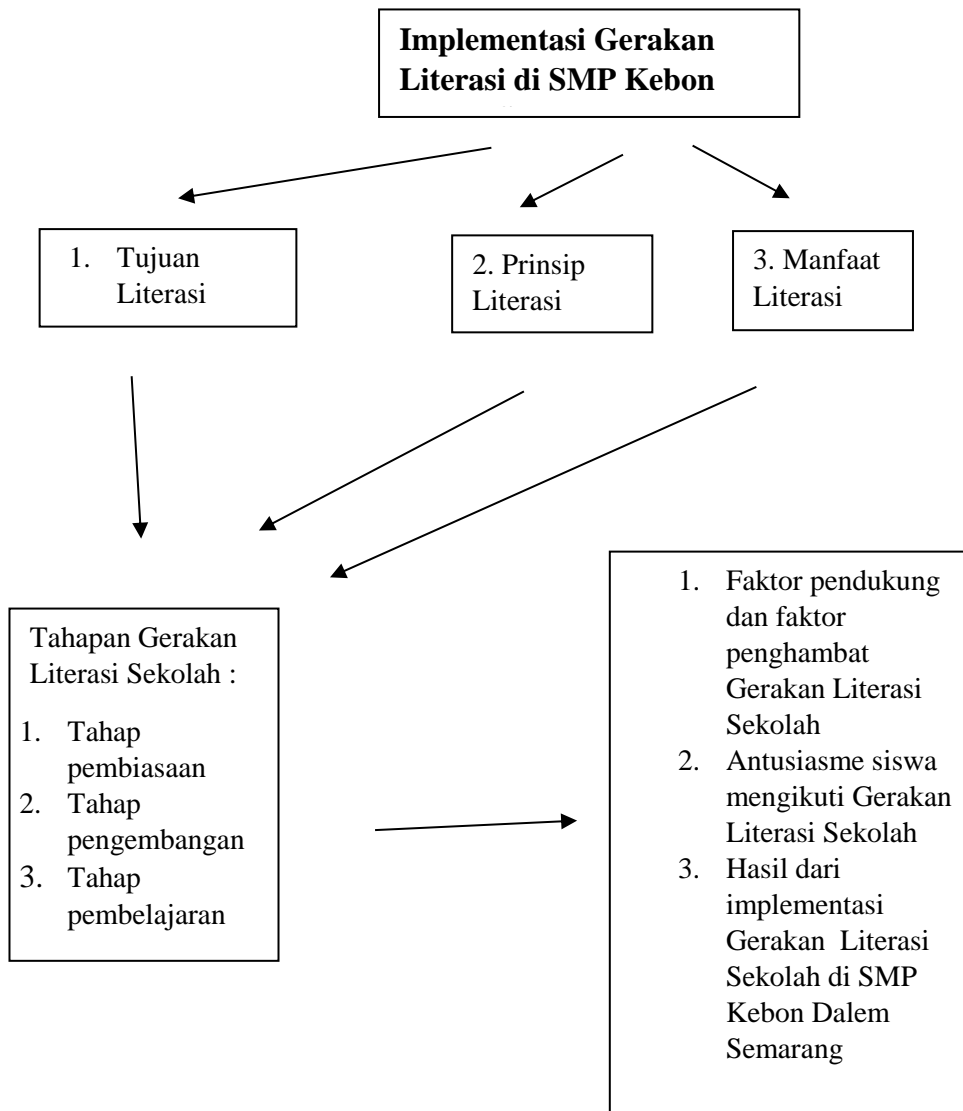 Implementasi Gerakan
Literasi di SMP Kebon
1. Tujuan
Literasi
2. Prinsip
Literasi
3. Manfaat
Literasi
Tahapan Gerakan
Literasi Sekolah :
1. Tahap
pembiasaan
2. Tahap
pengembangan
3. Tahap
pembelajaran
1. Faktor pendukung
dan faktor
penghambat
Gerakan Literasi
Sekolah
2. Antusiasme siswa
mengikuti Gerakan
Literasi Sekolah
3. Hasil dari
implementasi
Gerakan Literasi
Sekolah di SMP
Kebon Dalem
Semarang